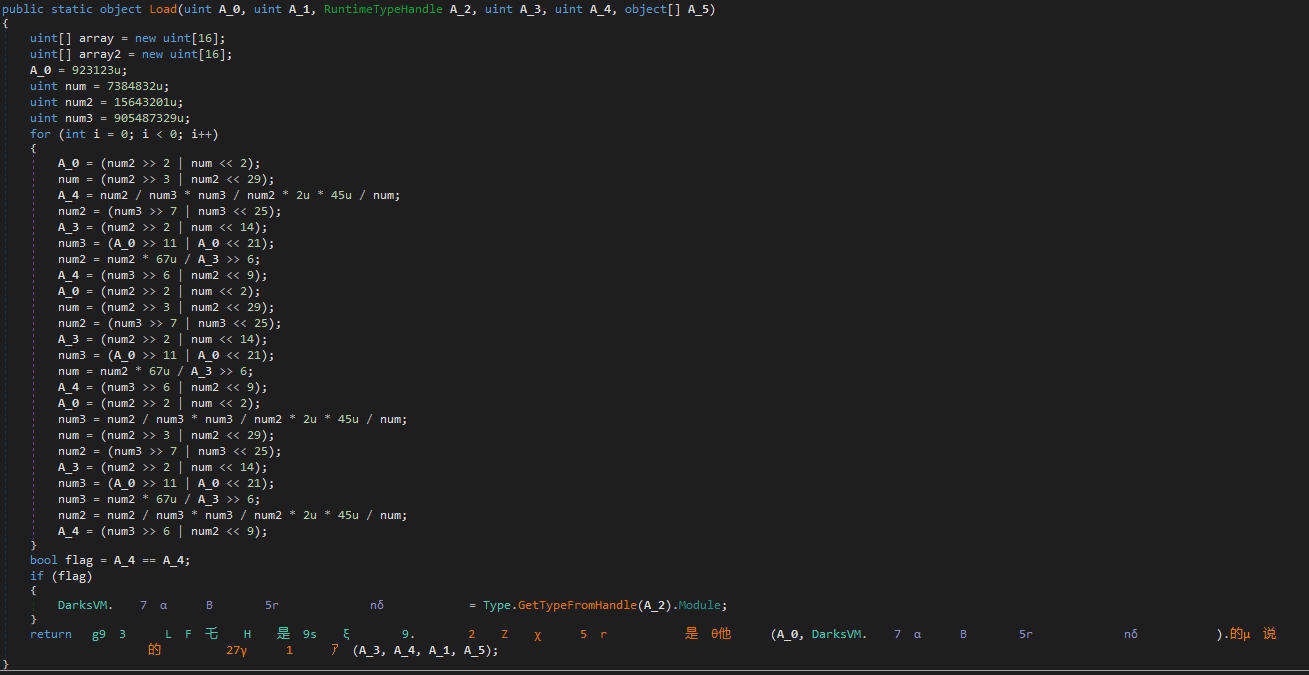 public static object Load(uint A_0, uint A_1, RuntimeTypeHandle A_2, uint A_3, uint A_4, object[] A_5)
{
uint[] array = new uint[16];
uint[] array2 = new uint[16];
A_0 = 923123u;
uint num = 7384832u;
uint num2 = 15643201u;
uint num3 = 905487329u;
for (int i = 0; i < 0; i++)
{
A_0 = (num2 >> 2 | num << 2);
num = (num2 >> 3 | num2 << 29);
A_4 = num2 / num3 * num3 / num2 * 2u * 45u / num;
num2 = (num3 >> 7 | num3 << 25);
A_3 = (num2 >> 2 | num << 14);
num3 = (A_0 >> 11 | A_0 << 21);
num2 = num2 * 67u / A_3 >> 6;
A_4 = (num3 >> 6 | num2 << 9);
A_0 = (num2 >> 2 | num << 2);
num = (num2 >> 3 | num2 << 29);
num2 = (num3 >> 7 | num3 << 25);
A_3 = (num2 >> 2 | num << 14);
num3 = (A_0 >> 11 | A_0 << 21);
num = num2 * 67u / A_3 >> 6;
A_4 = (num3 >> 6 | num2 << 9);
A_0 = (num2 >> 2 | num << 2);
num3 = num2 / num3 * num3 / num2 * 2u * 45u / num;
num = (num2 >> 3 | num2 << 29);
num2 = (num3 >> 7 | num3 << 25);
A_3 = (num2 >> 2 | num << 14);
num3 = (A_0 >> 11 | A_0 << 21);
num3 = num2 * 67u / A_3 >> 6;
num2 = num2 / num3 * num3 / num2 * 2u * 45u / num;
A_4 = (num3 >> 6 | num2 << 9);
}
bool flag = A_4 == A_4;
if (flag)
{
DarksVM. 7 α B 5r nδ = Type.GetTypeFromHandle(A_2).Module;
}
return g9 3 L F 乇 H 是 9s ξ 9. 2 Z χ 5 r 是 θ他 (A_0, DarksVM. 7 α B 5r nδ ).的μ 说
的 27γ 1 (A_3, A_4, A_1, A_5);
}